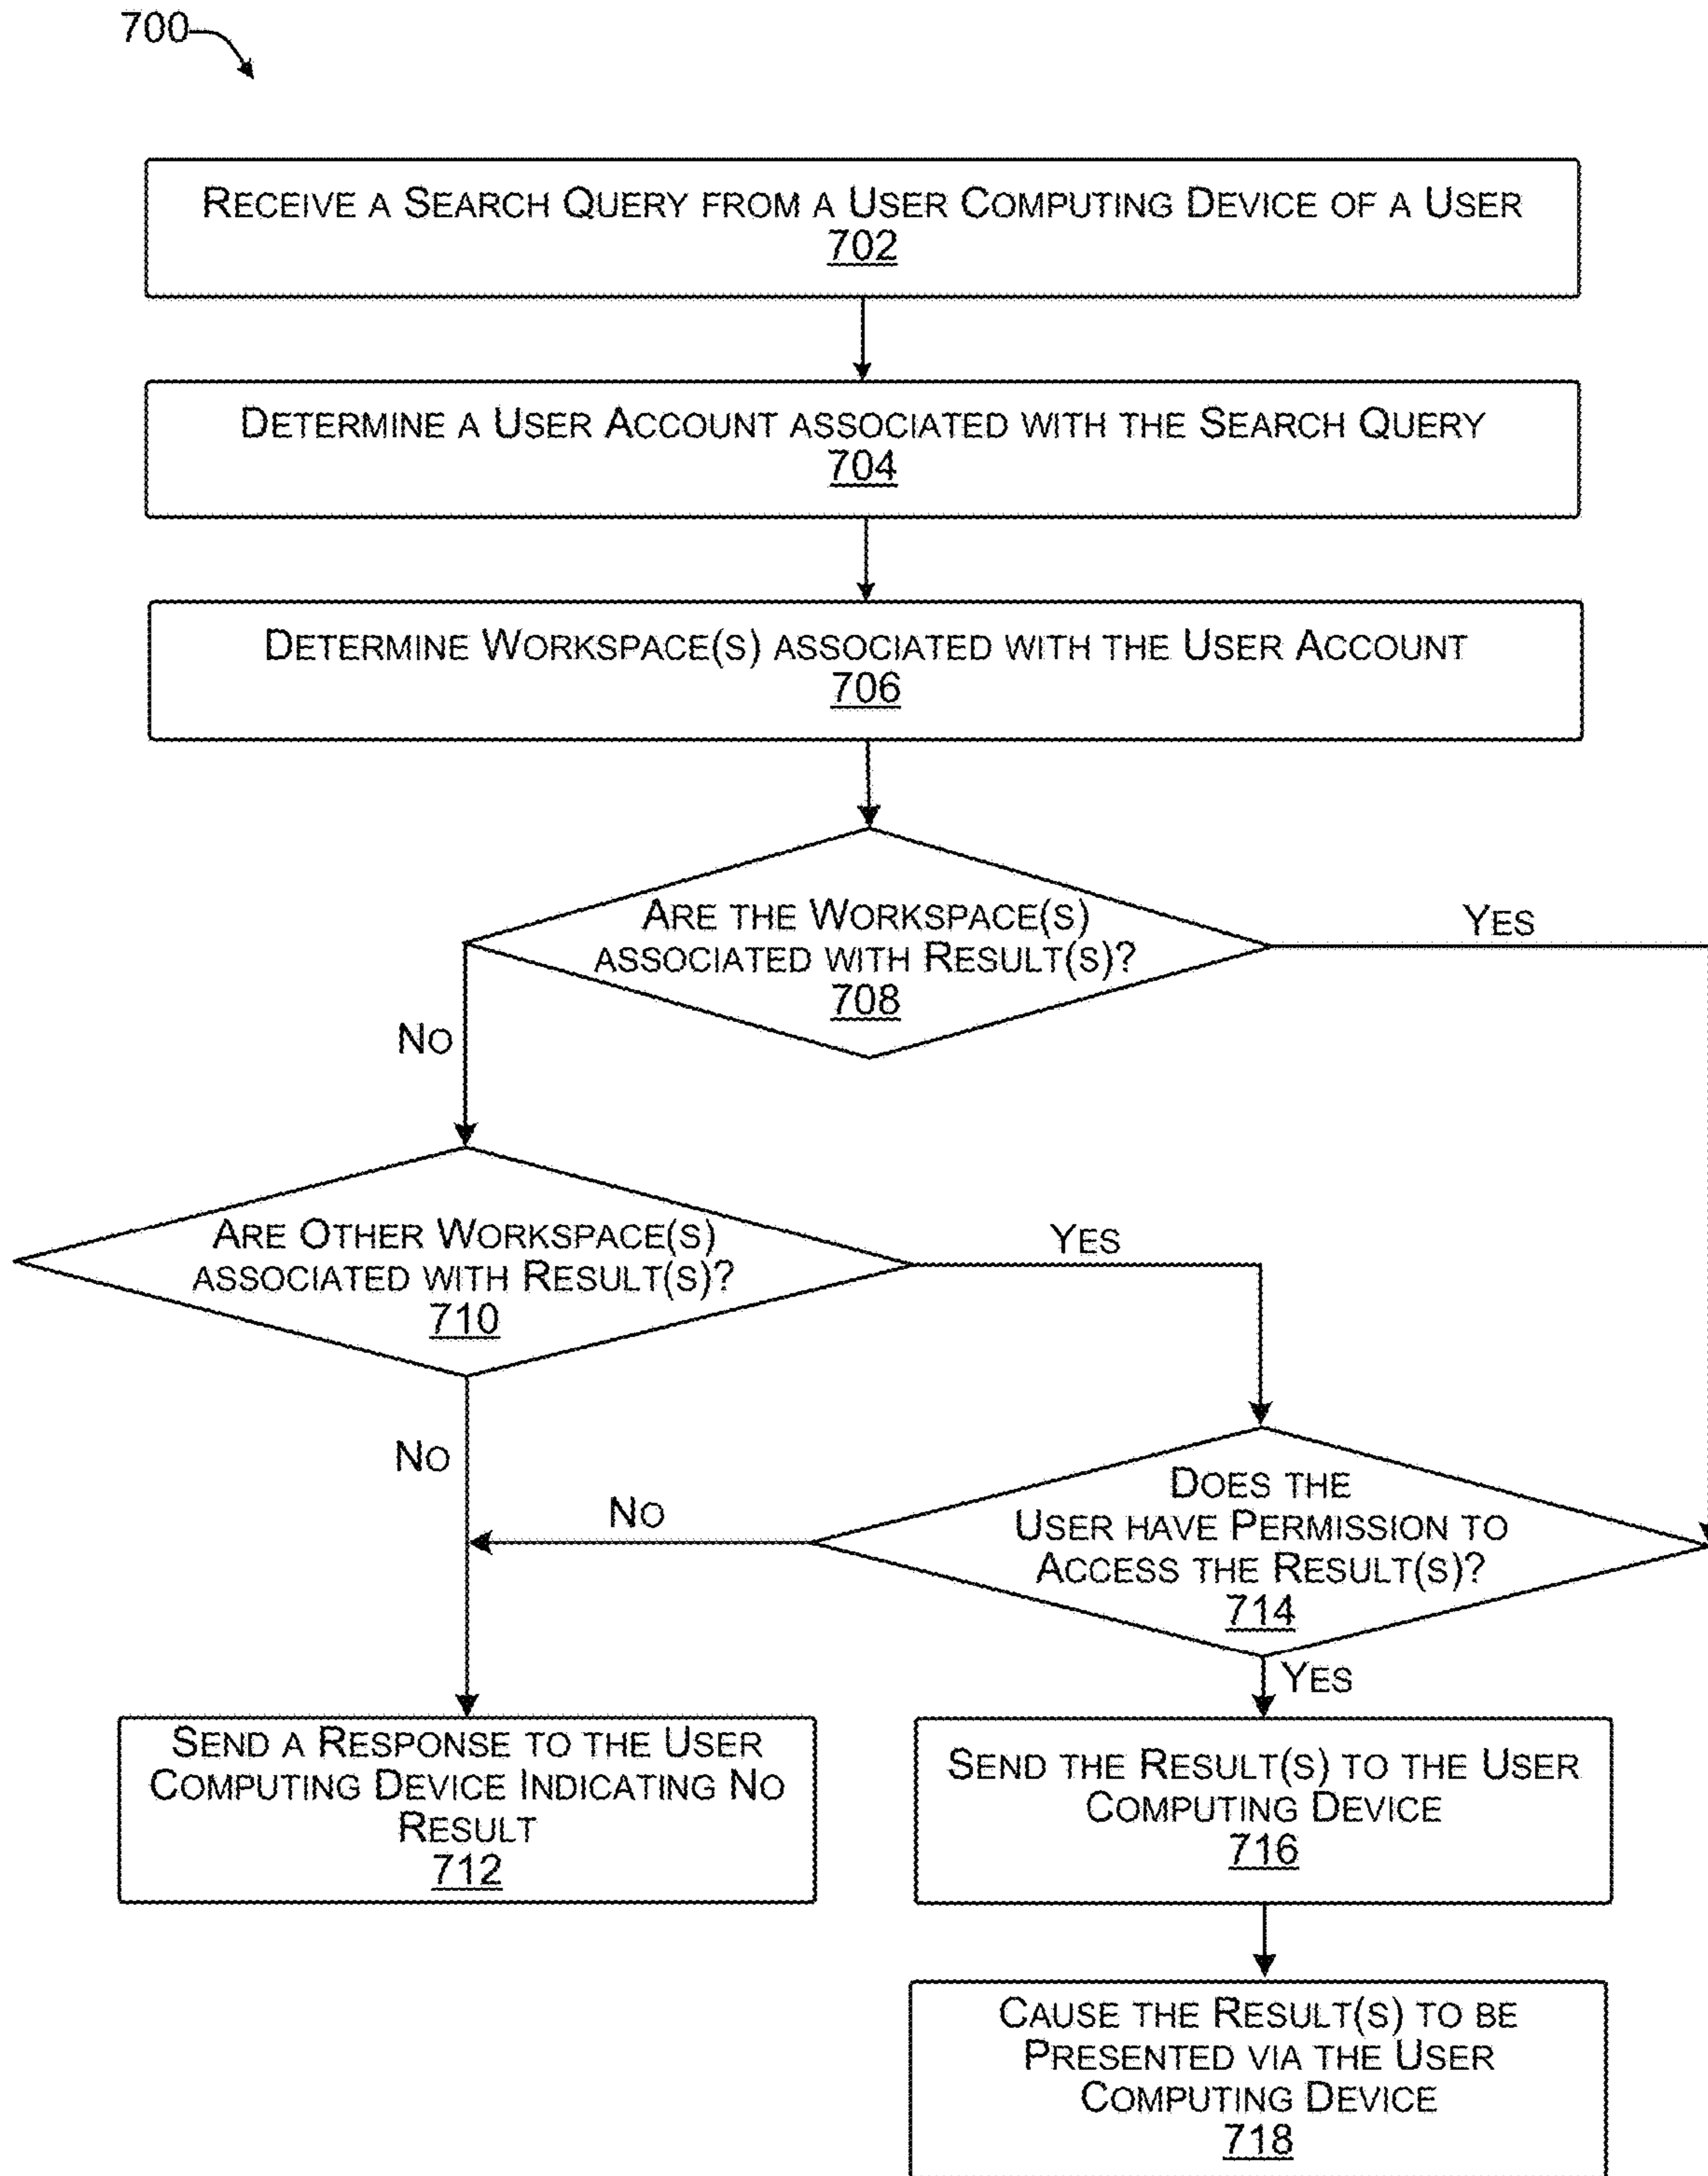 700
RECEIVE A SEARCH QUERY FROM A USER COMPUTING DEVICE OF A USER
702
DETERMINE A USER ACCOUNT ASSOCIATED WITH THE SEARCH QUERY
704
DETERMINE WORKSPACE(S) ASSOCIATED WITH THE USER ACCOUNT
706
ARE THE WORKSPACE(S)
ASSOCIATED WITH RESULT(S)?
708
YES
NO
ARE OTHER WORKSPACE(S)
ASSOCIATED WITH RESULT(S)?
710
YES
NO
DOES THE
USER HAVE PERMISSION TO
ACCESS THE RESULT(S)?
714
NO
YES
SEND A RESPONSE TO THE USER
COMPUTING DEVICE INDICATING NO
RESULT
712
SEND THE RESULT(S) TO THE USER
COMPUTING DEVICE
716
CAUSE THE RESULT(S) TO BE
PRESENTED VIA THE USER
COMPUTING DEVICE
718